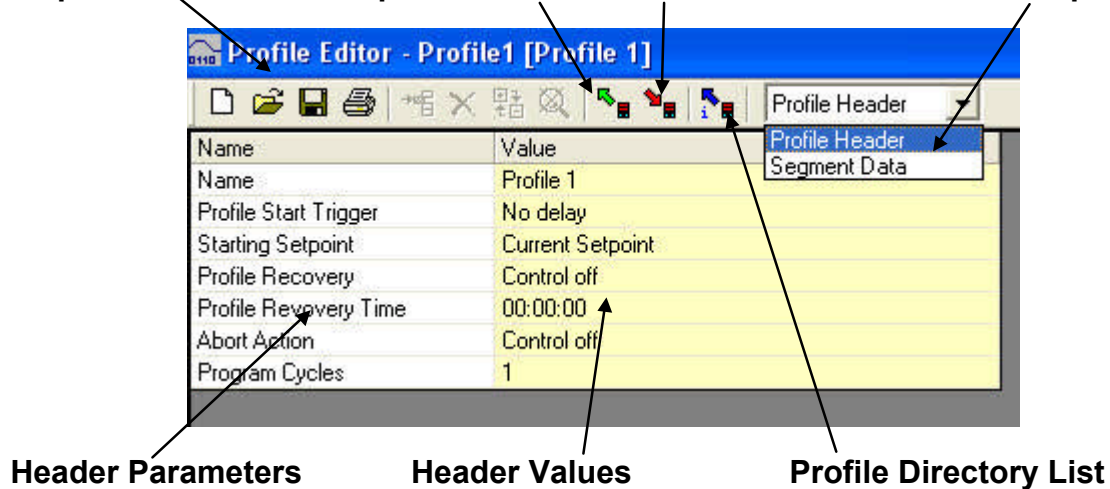 Profile Editor - Profile1 [Profile 1]
Profile Header
Profile Header
Segment Data
Name Value
Name Profile 1
Profile Start Trigger No delay
Starting Setpoint Current Setpoint
Profile Recovery Control off
Profile Revovery Time 00:00:00
Abort Action Control off
Program Cycles 1
Header Parameters Header Values Profile Directory List